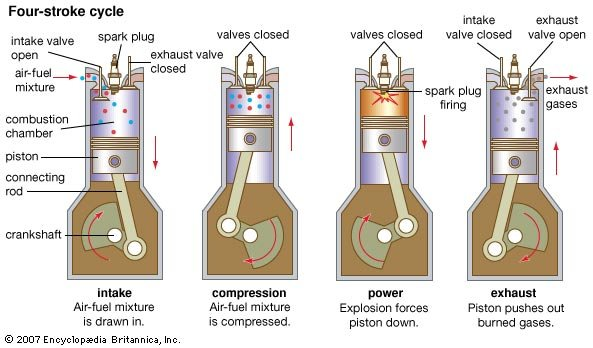 Four-stroke cycle
intake valve
open
spark plug
exhaust valve
closed
air-fuel
mixture
combustion
chamber
piston
connecting
rod
crankshaft
valves closed
valves closed
spark plug
firing
intake
valve closed
exhaust
valve open
exhaust
gases
intake
Air-fuel mixture
is drawn in.
compression
Air-fuel mixture
is compressed.
power
Explosion forces
piston down.
exhaust
Piston pushes out
burned gases.
© 2007 Encyclopædia Britannica, Inc.